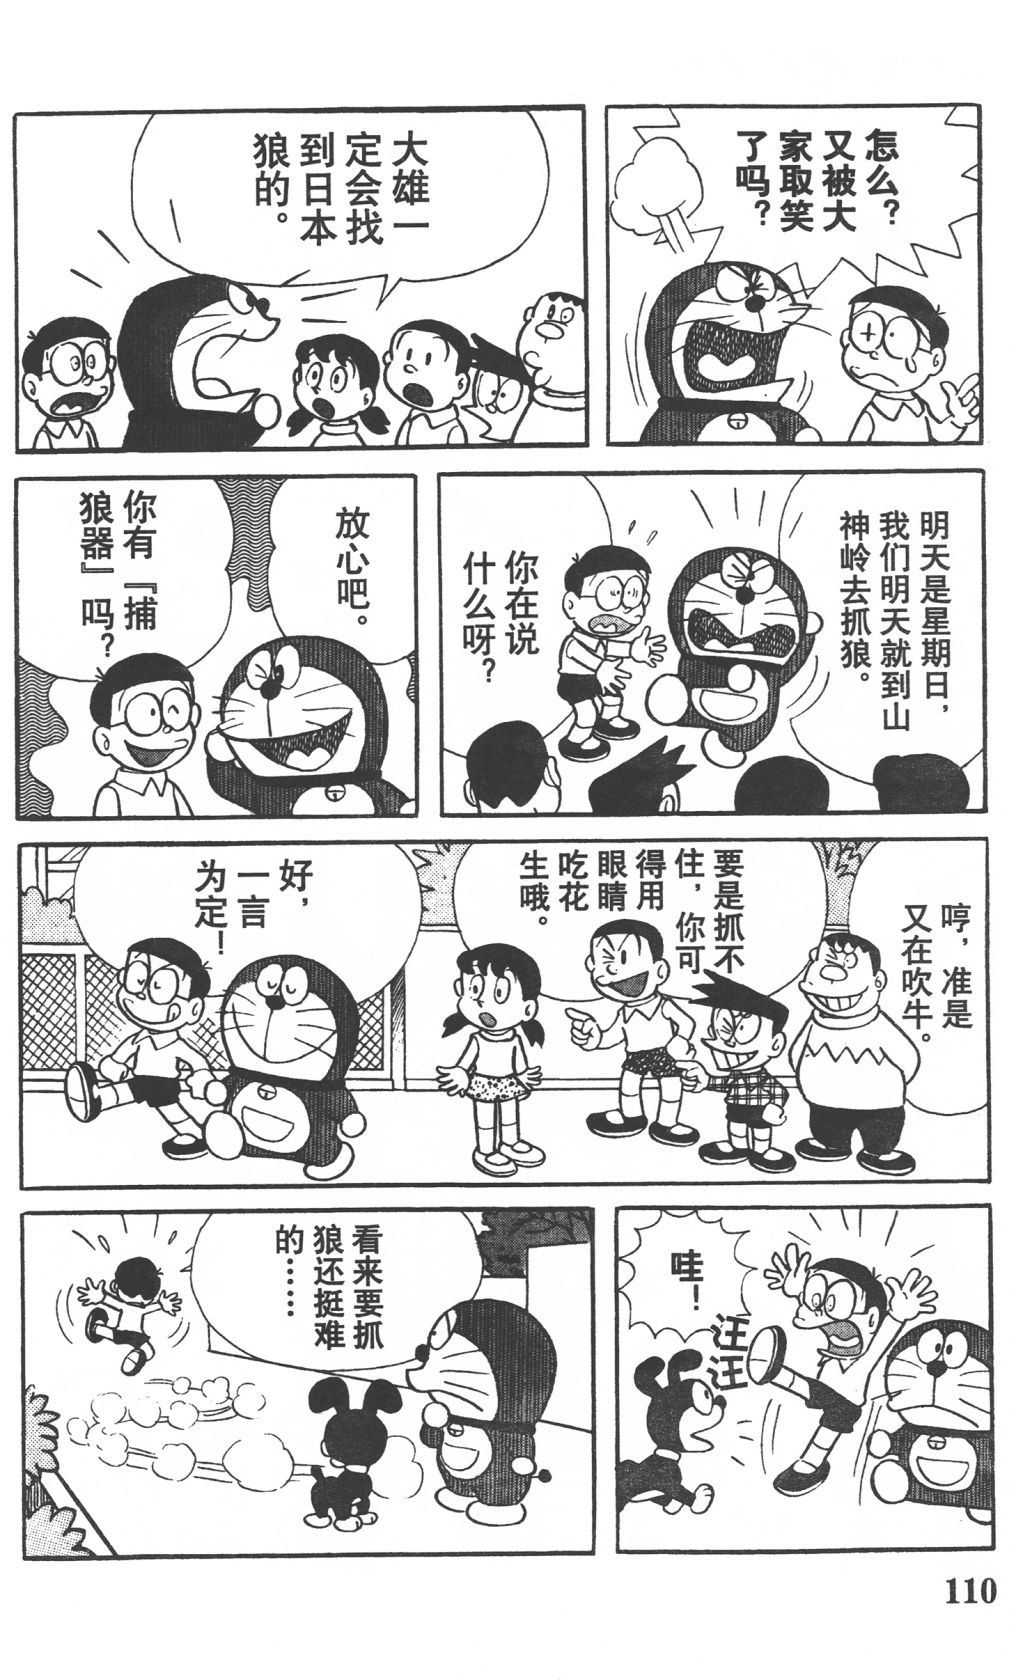 怎么？
又被大
家取笑
了吗？
大雄一
定会找
到日本
狼的。
明天是星期日，
我们明天就到山
神岭去抓狼。
你在说
什么呀？
放心吧。
你有『捕
狼器』吗？
哼，准是
又在吹牛。
要是抓不
住，你可
得用
眼睛
吃花
生哦。
好，
一言
为定！
哇！
汪汪
看来要抓
狼还挺难
的……
110